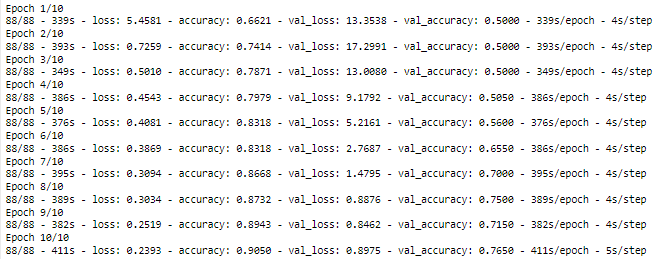 Epoch 1/10
88/88 - 339s - loss: 5.4581 - accuracy: 0.6621 - val_loss: 13.3538 - val_accuracy: 0.5000 - 339s/epoch - 4s/step
Epoch 2/10
88/88 - 393s - loss: 0.7259 - accuracy: 0.7414 - val_loss: 17.2991 - val_accuracy: 0.5000 - 393s/epoch - 4s/step
Epoch 3/10
88/88 - 349s - loss: 0.5010 - accuracy: 0.7871 - val_loss: 13.0080 - val_accuracy: 0.5000 - 349s/epoch - 4s/step
Epoch 4/10
88/88 - 386s - loss: 0.4543 - accuracy: 0.7979 - val_loss: 9.1792 - val_accuracy: 0.5050 - 386s/epoch - 4s/step
Epoch 5/10
88/88 - 376s - loss: 0.4081 - accuracy: 0.8318 - val_loss: 5.2161 - val_accuracy: 0.5600 - 376s/epoch - 4s/step
Epoch 6/10
88/88 - 386s - loss: 0.3869 - accuracy: 0.8318 - val_loss: 2.7687 - val_accuracy: 0.6550 - 386s/epoch - 4s/step
Epoch 7/10
88/88 - 395s - loss: 0.3094 - accuracy: 0.8668 - val_loss: 1.4795 - val_accuracy: 0.7000 - 395s/epoch - 4s/step
Epoch 8/10
88/88 - 389s - loss: 0.3034 - accuracy: 0.8732 - val_loss: 0.8876 - val_accuracy: 0.7500 - 389s/epoch - 4s/step
Epoch 9/10
88/88 - 382s - loss: 0.2519 - accuracy: 0.8943 - val_loss: 0.8462 - val_accuracy: 0.7150 - 382s/epoch - 4s/step
Epoch 10/10
88/88 - 411s - loss: 0.2393 - accuracy: 0.9050 - val_loss: 0.8975 - val_accuracy: 0.7650 - 411s/epoch - 5s/step